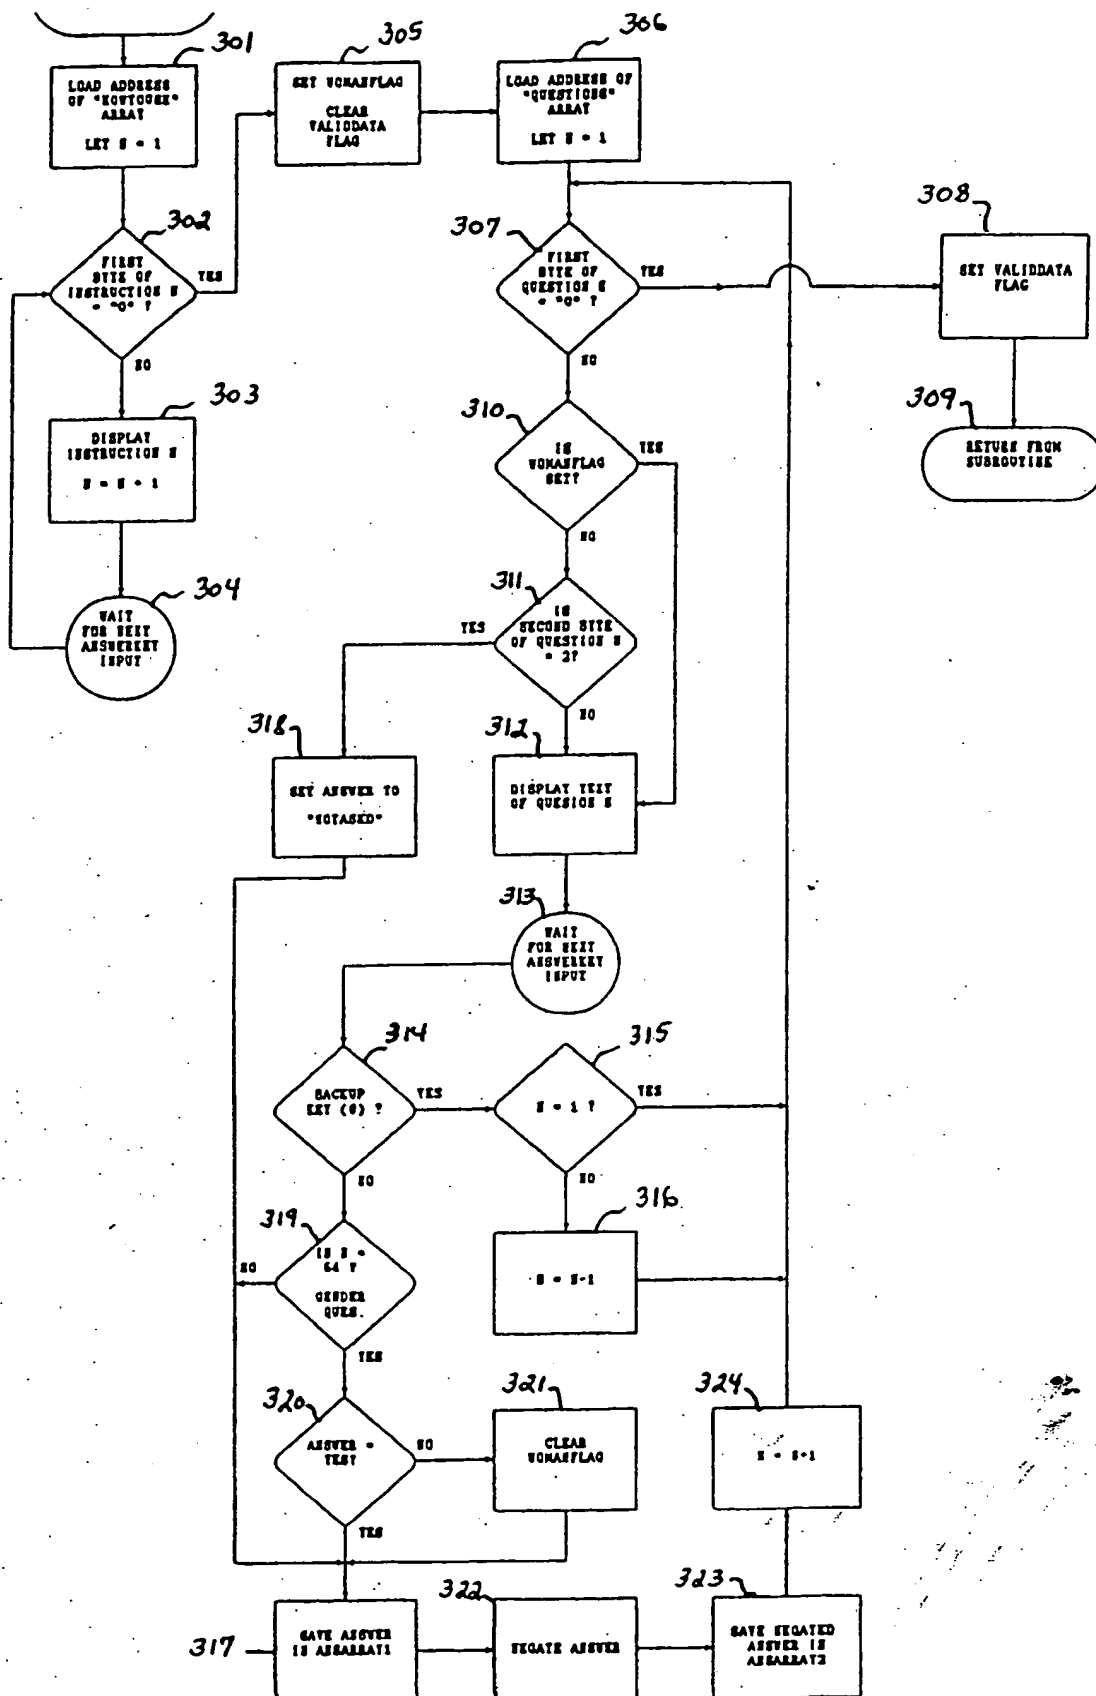 301
LOAD ADDRESS
OF "HOWTOUSE"
ARRAY
LET N = 1
302
FIRST
BYTE OF
INSTRUCTION N
= "0" ?
YES
NO
303
DISPLAY
INSTRUCTION N
N = N + 1
304
WAIT
FOR NEXT
ANSWERKEY
INPUT
305
SET WOMANFLAG
CLEAR
VALIDDATA
FLAG
306
LOAD ADDRESS OF
"QUESTIONS"
ARRAY
LET N = 1
307
FIRST
BYTE OF
QUESTION N
= "0" ?
YES
NO
308
SET VALIDDATA
FLAG
309
RETURN FROM
SUBROUTINE
310
IS
WOMANFLAG
SET?
YES
NO
311
IS
SECOND BYTE
OF QUESTION N
= 2?
YES
NO
312
DISPLAY TEXT
OF QUESION N
318
SET ANSWER TO
"NOTASED"
313
WAIT
FOR NEXT
ANSWERKEY
INPUT
314
BACKUP
KEY (#) ?
YES
NO
315
N = 1 ?
YES
NO
316
N = N-1
319
IS N =
64 ?
GENDER
QUES.
NO
YES
320
ANSWER =
YES?
NO
YES
321
CLEAR
WOMANFLAG
324
N = N+1
317
SAVE ANSWER
IN ANSARRAY1
322
NEGATE ANSWER
323
SAVE NEGATED
ANSWER IN
ANSARRAY2